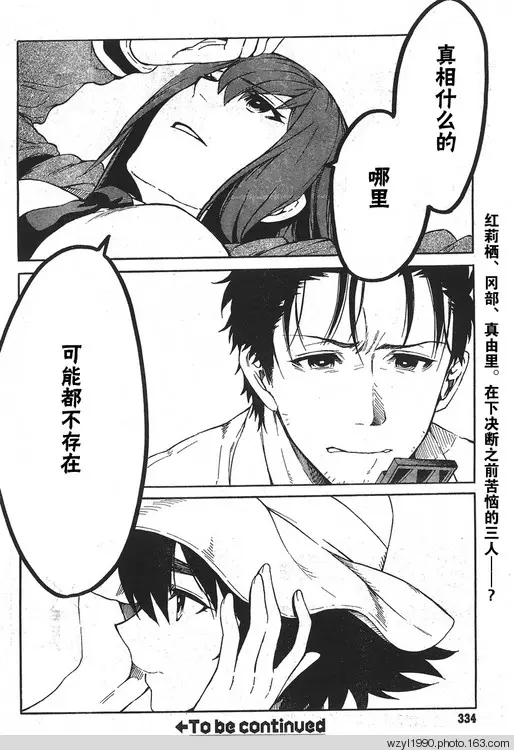 真相什么的
哪里
可能都不存在
红莉栖、冈部、真由里。在下决断之前苦恼的三人——？
334
←To be continued
wzyl1990.photo.163.com